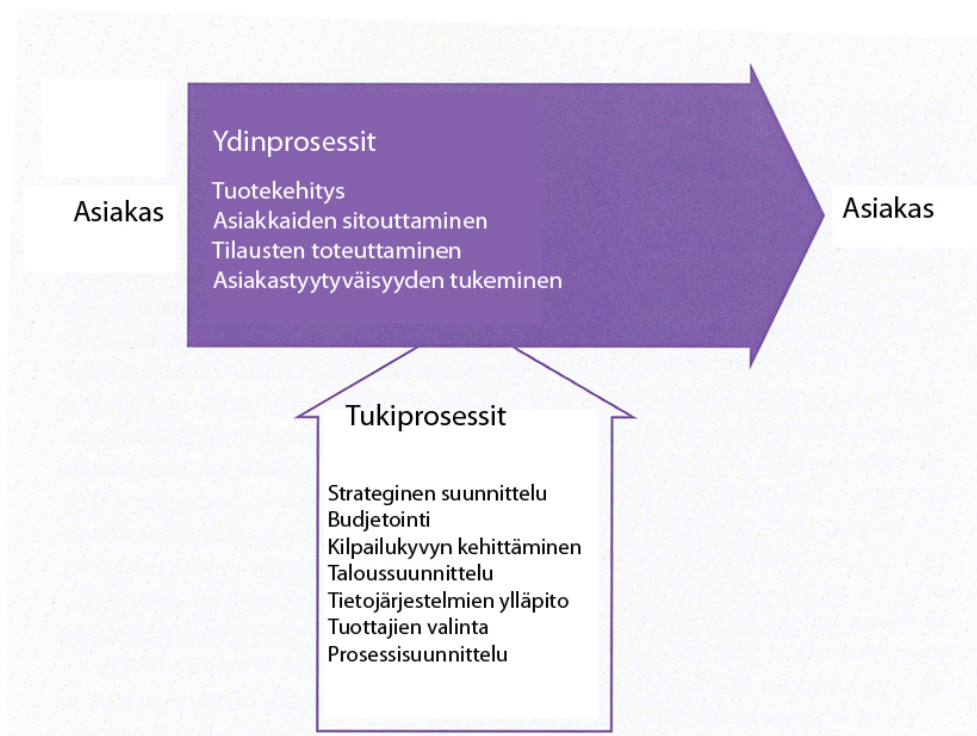 Ydinprosessit
Tuotekehitys
Asiakkaiden sitouttaminen
Tilausten toteuttaminen
Asiakastyytyväisyyden tukeminen
Asiakas
Asiakas
Tukiprosessit
Strateginen suunnittelu
Budjetointi
Kilpailukyvyn kehittäminen
Taloussuunnittelu
Tietojärjestelmien ylläpito
Tuottajien valinta
Prosessisuunnittelu